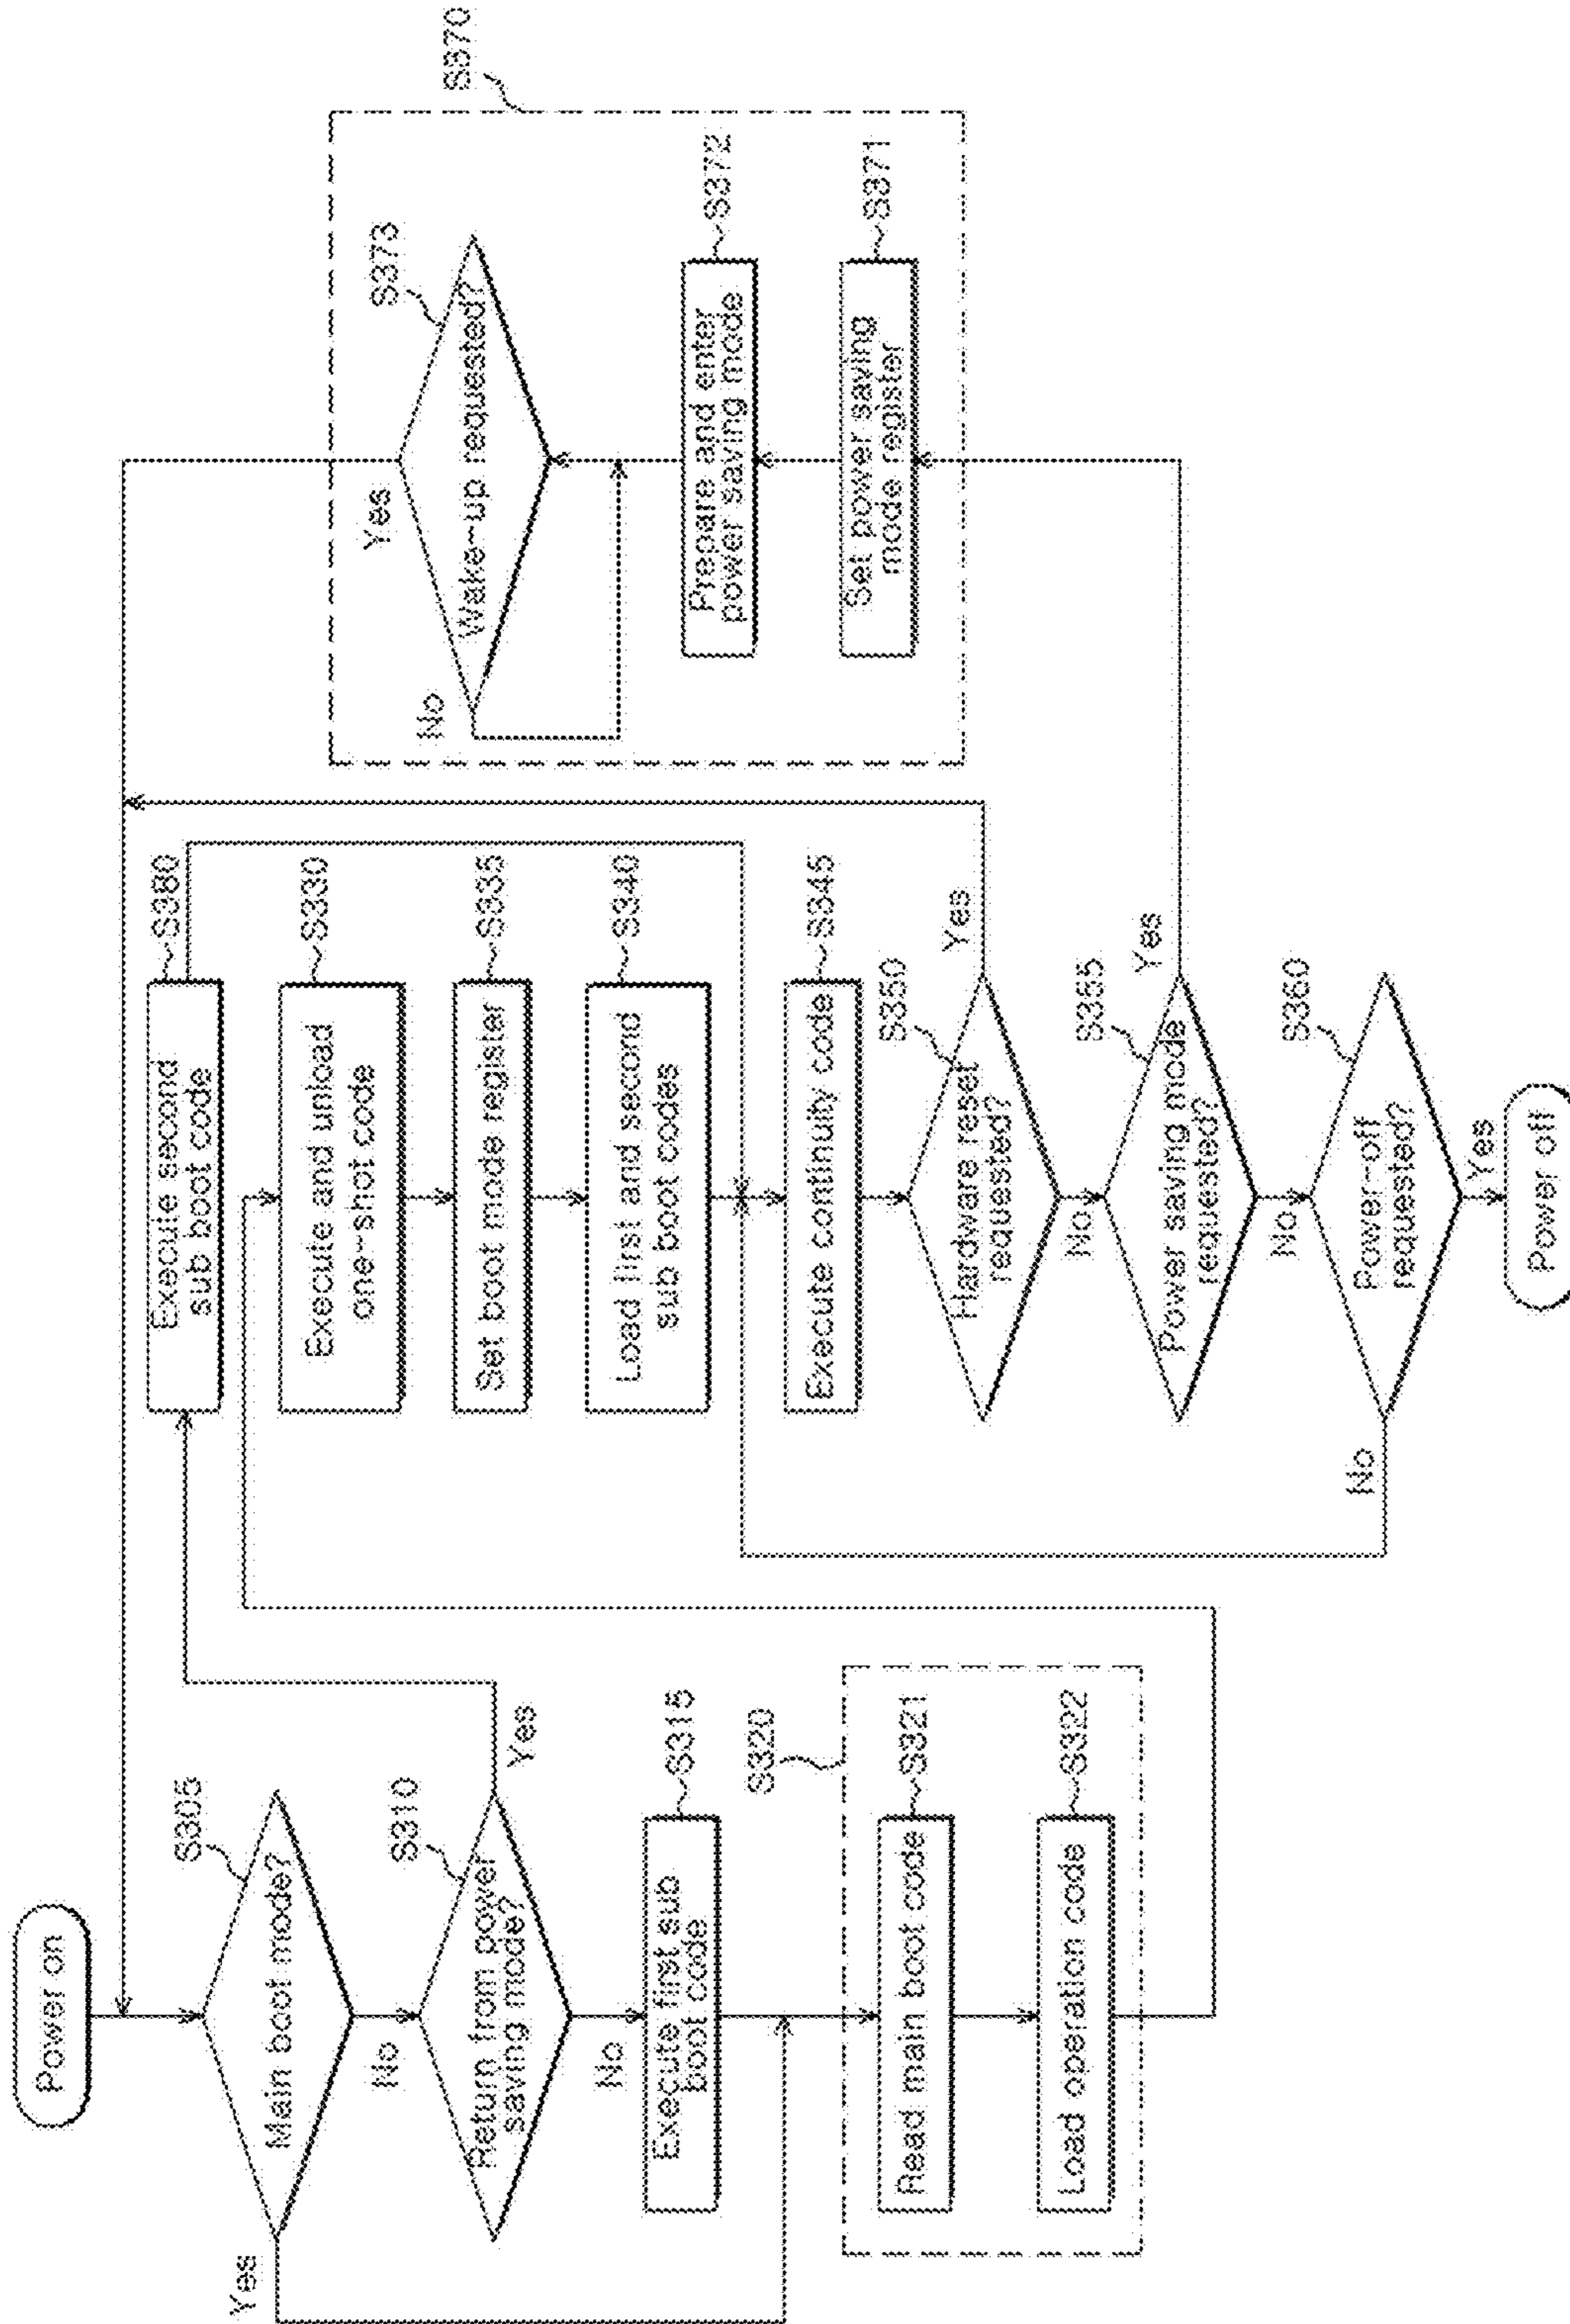 Power on
S305
Main boot mode?
Yes
No
S310
Return from power
saving mode?
Yes
No
Execute first sub
boot code
S315
S320
Read main boot code
S321
Load operation code
S322
Execute second
sub boot code
S380
Execute and unload
one-shot code
S330
Set boot mode register
S335
Load first and second
sub boot codes
S340
Execute continuity code
S345
S350
Hardware reset
requested?
Yes
No
S355
Power saving mode
requested?
Yes
No
S360
Power-off
requested?
No
Yes
Power off
S370
S373
Wake-up requested?
Yes
No
Prepare and enter
power saving mode
S372
Set power saving
mode register
S371